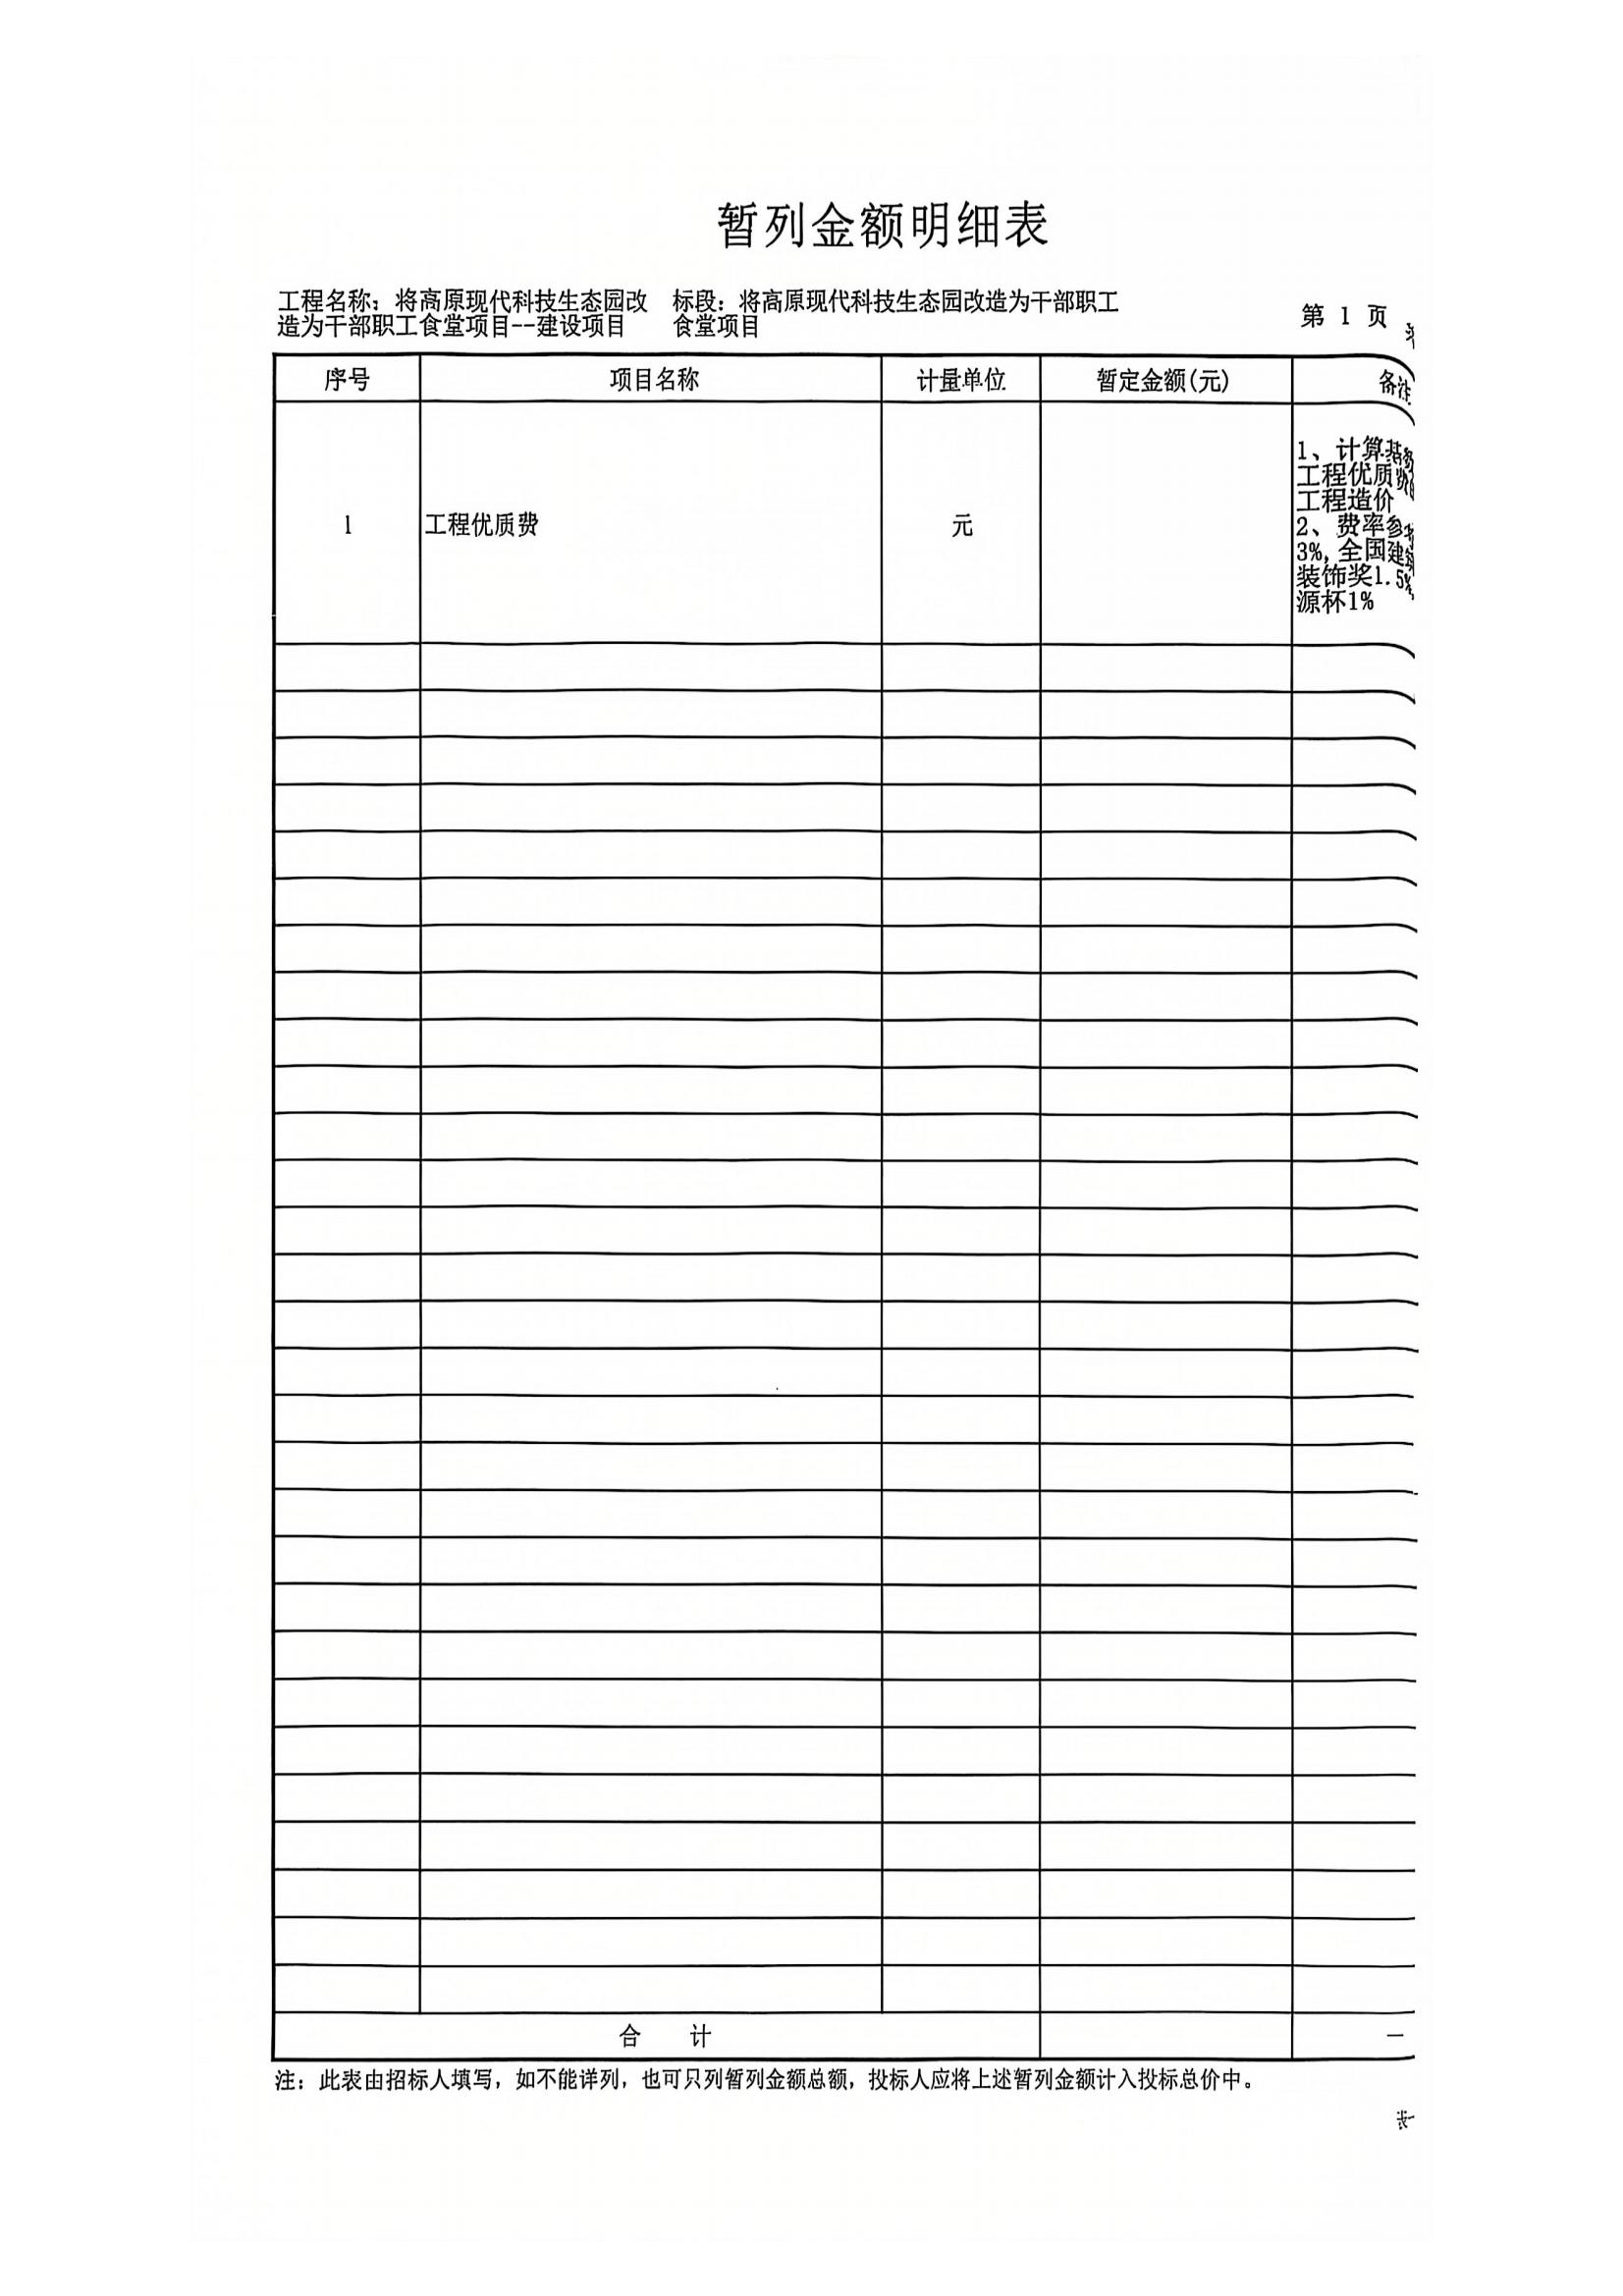 暂列金额明细表
工程名称：将高原现代科技生态园改
造为干部职工食堂项目--建设项目
标段：将高原现代科技生态园改造为干部职工
食堂项目
第 1 页
序号 项目名称 计量单位 暂定金额(元) 备注
1 工程优质费 元
1、计算基
工程优质
工程造价
2、费率参
3%,全国建
装饰奖1.5%
源杯1%
合 计 —
注：此表由招标人填写，如不能详列，也可只列暂列金额总额，投标人应将上述暂列金额计入投标总价中。
表